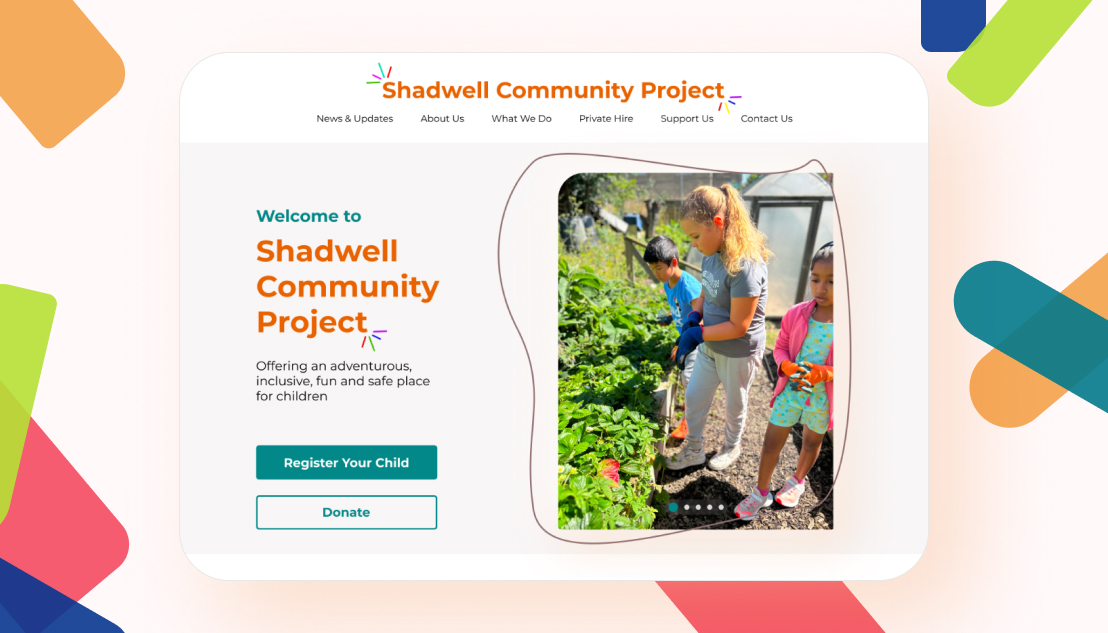 Shadwell Community Project
News & Updates About Us What We Do Private Hire Support Us Contact Us
Welcome to
Shadwell
Community
Project
Offering an adventurous,
inclusive, fun and safe place
for children
Register Your Child
Donate